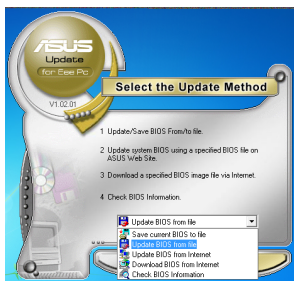 ASUS
Update
for Eee Pc
V1.02.01
Select the Update Method
1 Update/Save BIOS From/to file.
2 Update system BIOS using a specified BIOS file on
ASUS Web Site.
3 Download a specified BIOS image file via Internet.
4 Check BIOS Information.
Update BIOS from file
Save current BIOS to file
Update BIOS from file
Update BIOS from Internet
Download BIOS from Internet
Check BIOS Information